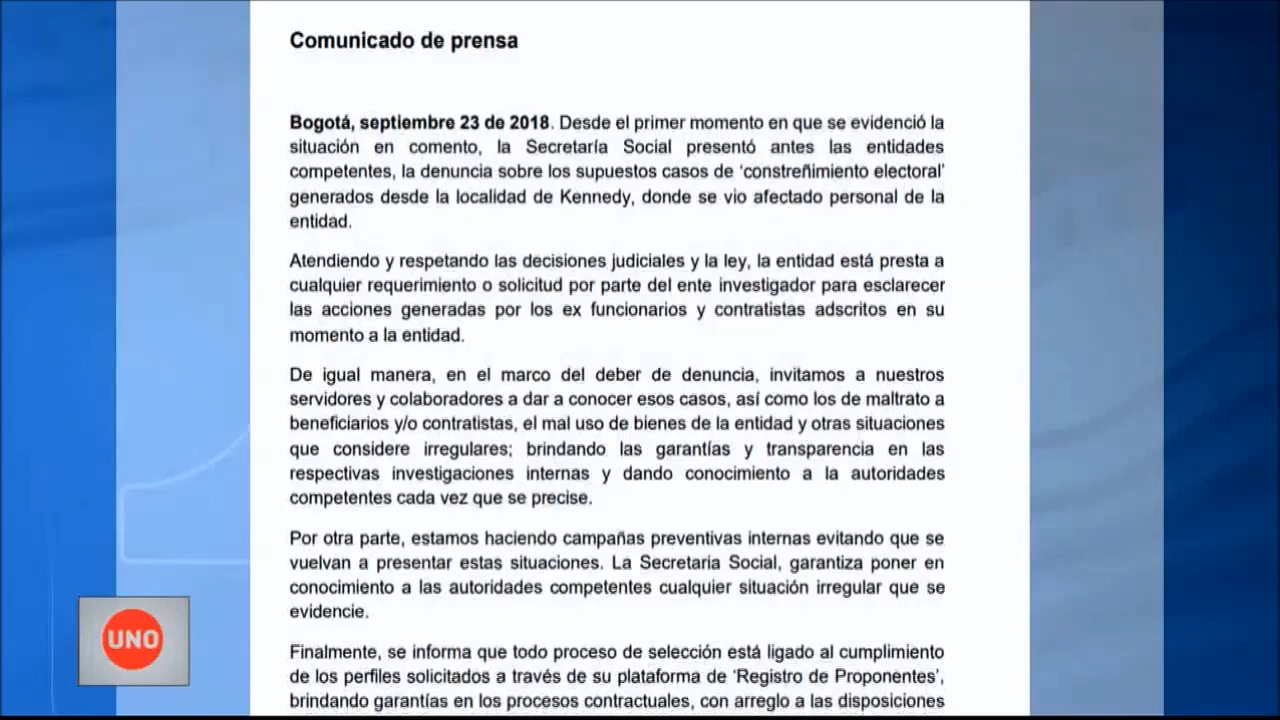 Comunicado de prensa
Bogotá, septiembre 23 de 2018. Desde el primer momento en que se evidenció la
situación en comento, la Secretaría Social presentó antes las entidades
competentes, la denuncia sobre los supuestos casos de ‘constreñimiento electoral’
generados desde la localidad de Kennedy, donde se vio afectado personal de la
entidad.
Atendiendo y respetando las decisiones judiciales y la ley, la entidad está presta a
cualquier requerimiento o solicitud por parte del ente investigador para esclarecer
las acciones generadas por los ex funcionarios y contratistas adscritos en su
momento a la entidad.
De igual manera, en el marco del deber de denuncia, invitamos a nuestros
servidores y colaboradores a dar a conocer esos casos, así como los de maltrato a
beneficiarios y/o contratistas, el mal uso de bienes de la entidad y otras situaciones
que considere irregulares; brindando las garantías y transparencia en las
respectivas investigaciones internas y dando conocimiento a la autoridades
competentes cada vez que se precise.
Por otra parte, estamos haciendo campañas preventivas internas evitando que se
vuelvan a presentar estas situaciones. La Secretaria Social, garantiza poner en
conocimiento a las autoridades competentes cualquier situación irregular que se
evidencie.
Finalmente, se informa que todo proceso de selección está ligado al cumplimiento
de los perfiles solicitados a través de su plataforma de ‘Registro de Proponentes’,
brindando garantías en los procesos contractuales, con arreglo a las disposiciones
UNO